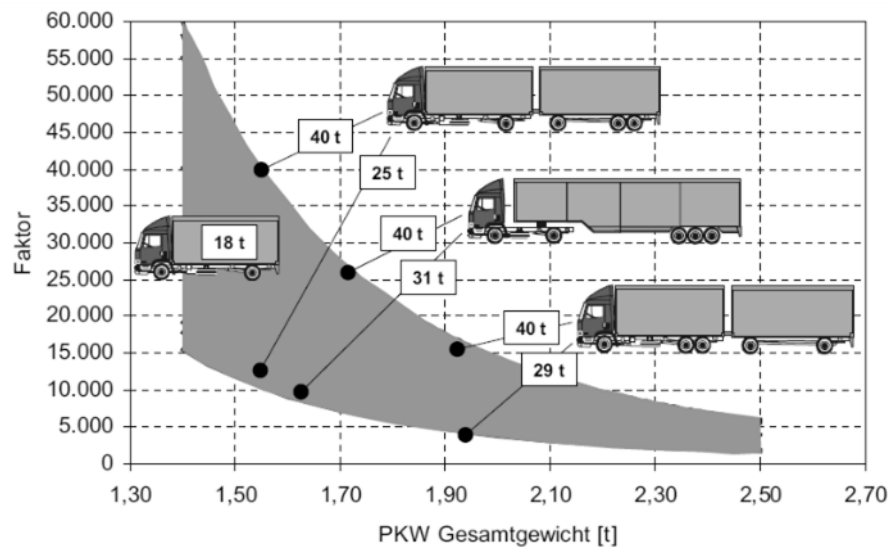 60.000
55.000
50.000
45.000
40.000
35.000
30.000
25.000
20.000
15.000
10.000
5.000
0
Faktor
40 t
25 t
18 t
40 t
31 t
40 t
29 t
1,30
1,50
1,70
1,90
2,10
2,30
2,50
2,70
PKW Gesamtgewicht [t]